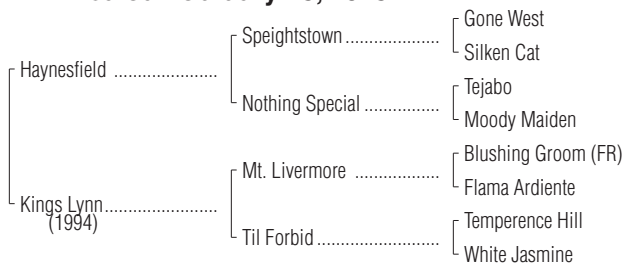 Gone West
Speightstown
Silken Cat
Haynesfield
Tejabo
Nothing Special
Moody Maiden
Blushing Groom (FR)
Mt. Livermore
Flama Ardiente
Kings Lynn
(1994)
Temperence Hill
Til Forbid
White Jasmine